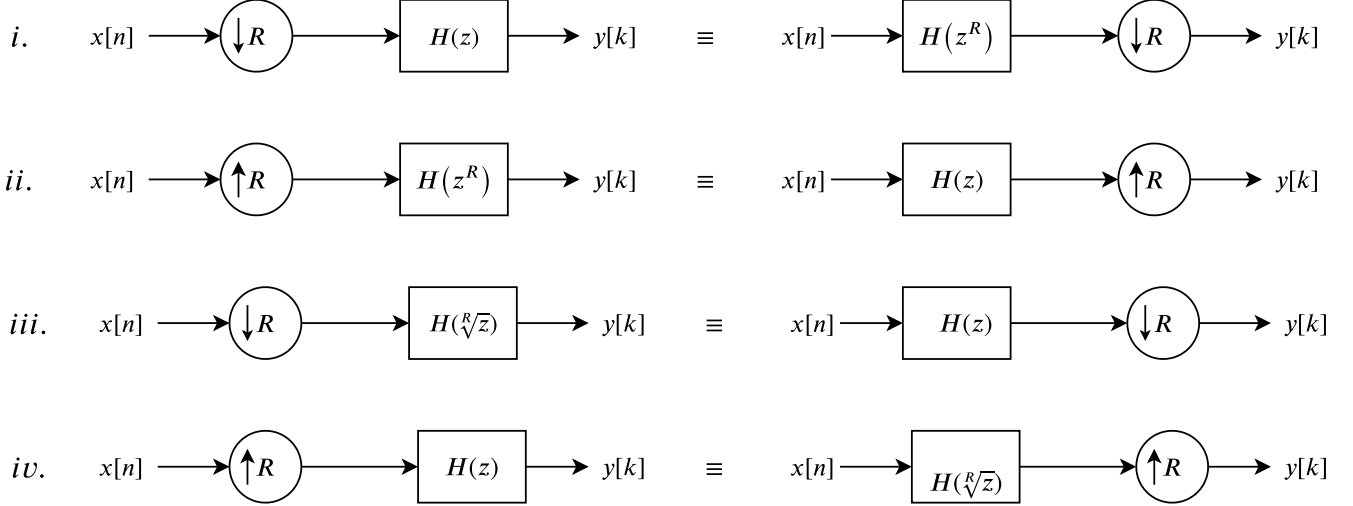 i. x[n] ↓R H(z) y[k] ≡ x[n] H(z^R) ↓R y[k]
ii. x[n] ↑R H(z^R) y[k] ≡ x[n] H(z) ↑R y[k]
iii. x[n] ↓R H(ᴿ√z) y[k] ≡ x[n] H(z) ↓R y[k]
iv. x[n] ↑R H(z) y[k] ≡ x[n] H(ᴿ√z) ↑R y[k]